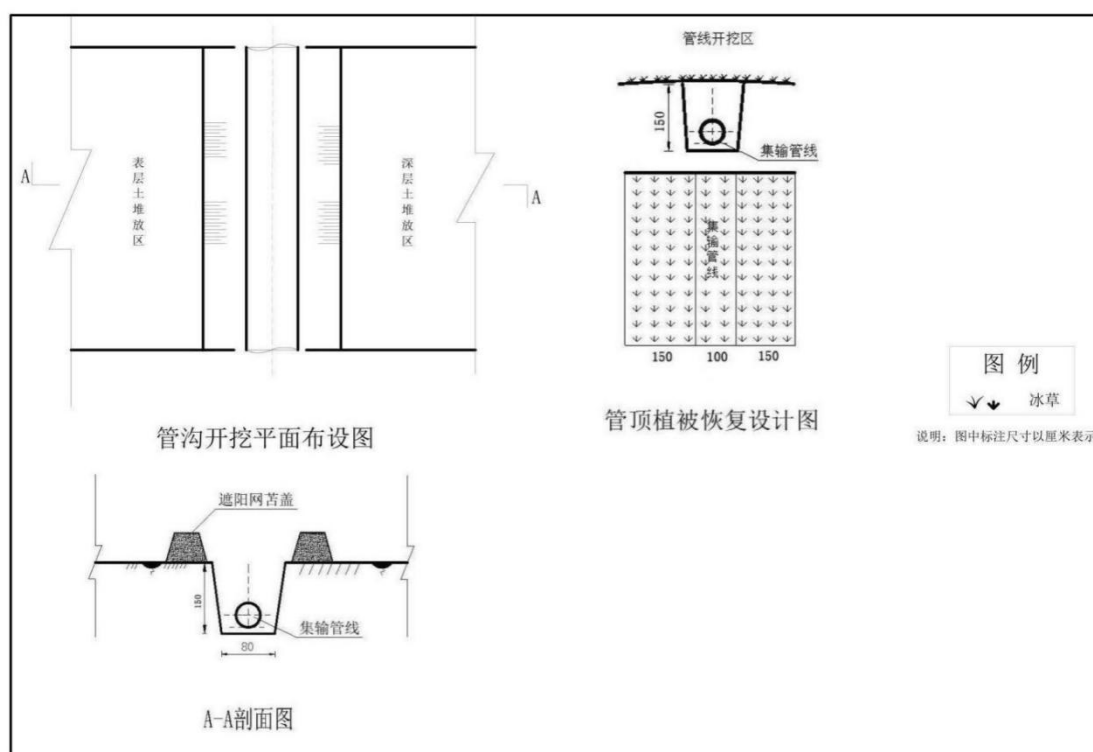 管线开挖区
150
集输管线
A
表层土堆放区
深层土堆放区
A
集输管线
150
100
150
图 例
冰草
管沟开挖平面布设图
管顶植被恢复设计图
说明：图中标注尺寸以厘米表示
遮阳网苫盖
150
集输管线
80
A-A剖面图